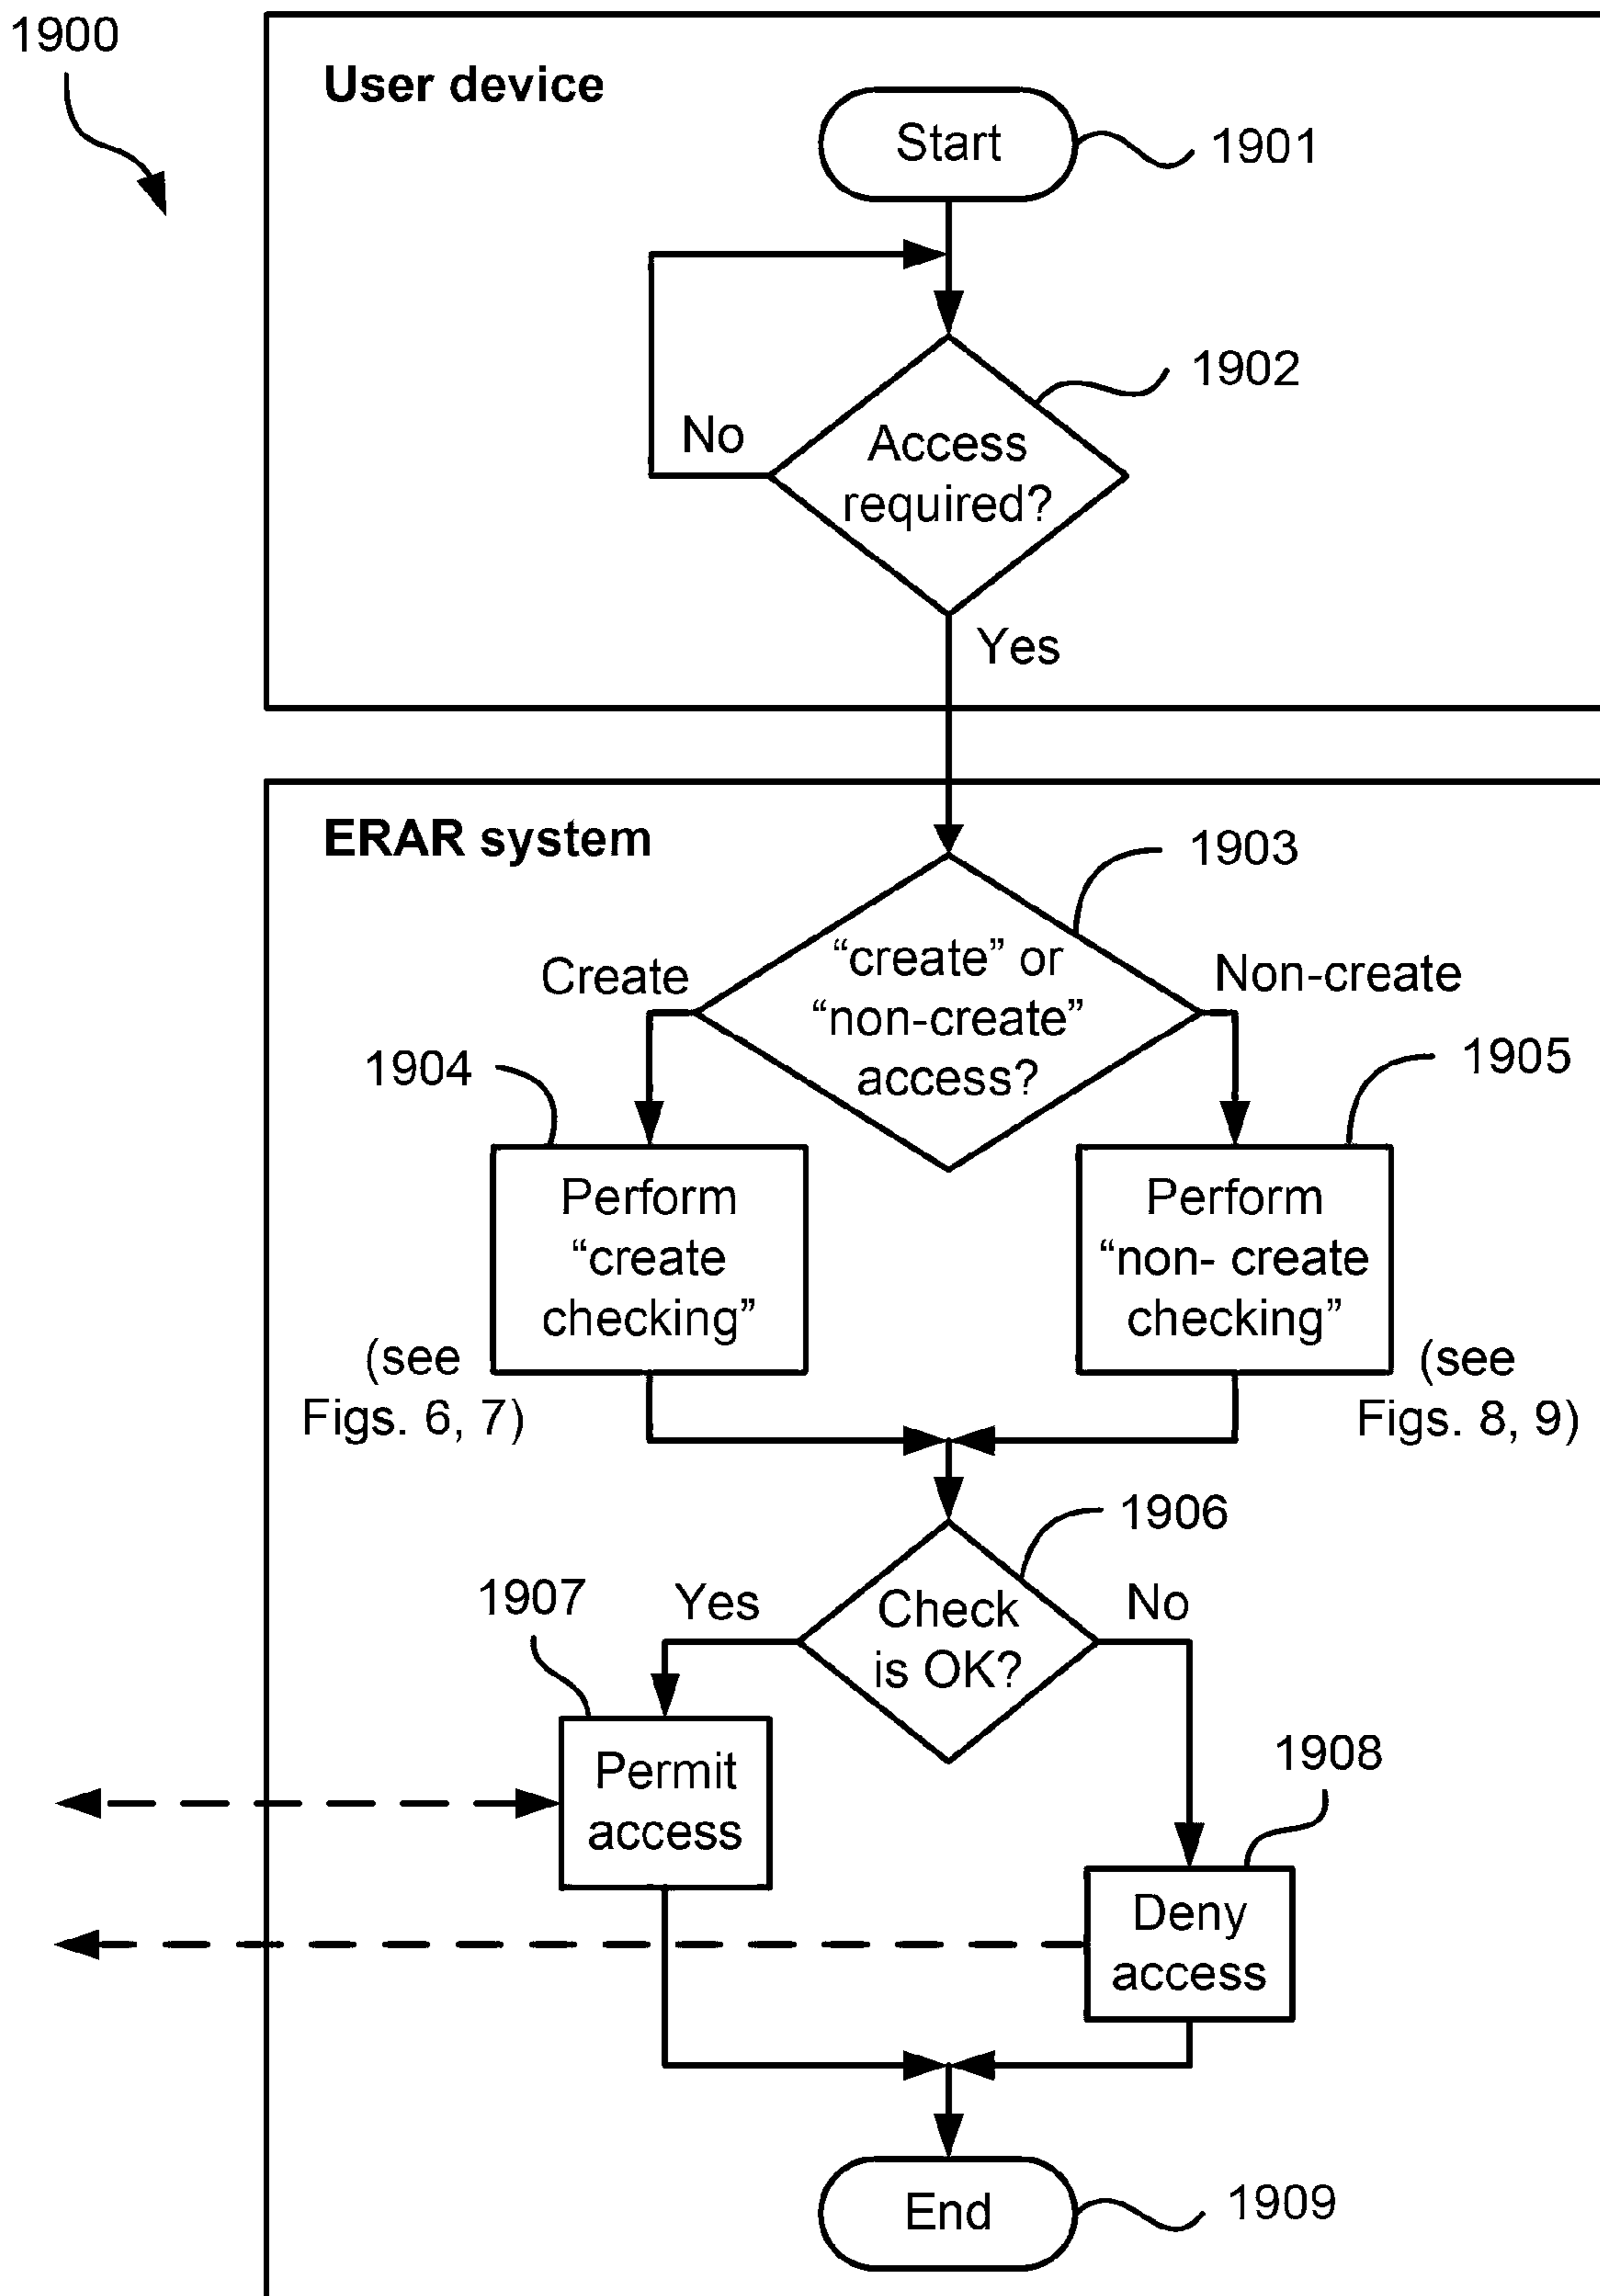 1900
User device
Start
1901
1902
No
Access
required?
Yes
ERAR system
1903
Create
“create” or
“non-create”
access?
Non-create
1904
1905
Perform
“create
checking”
Perform
“non- create
checking”
(see
Figs. 6, 7)
(see
Figs. 8, 9)
1906
1907
Yes
Check
is OK?
No
1908
Permit
access
Deny
access
End
1909